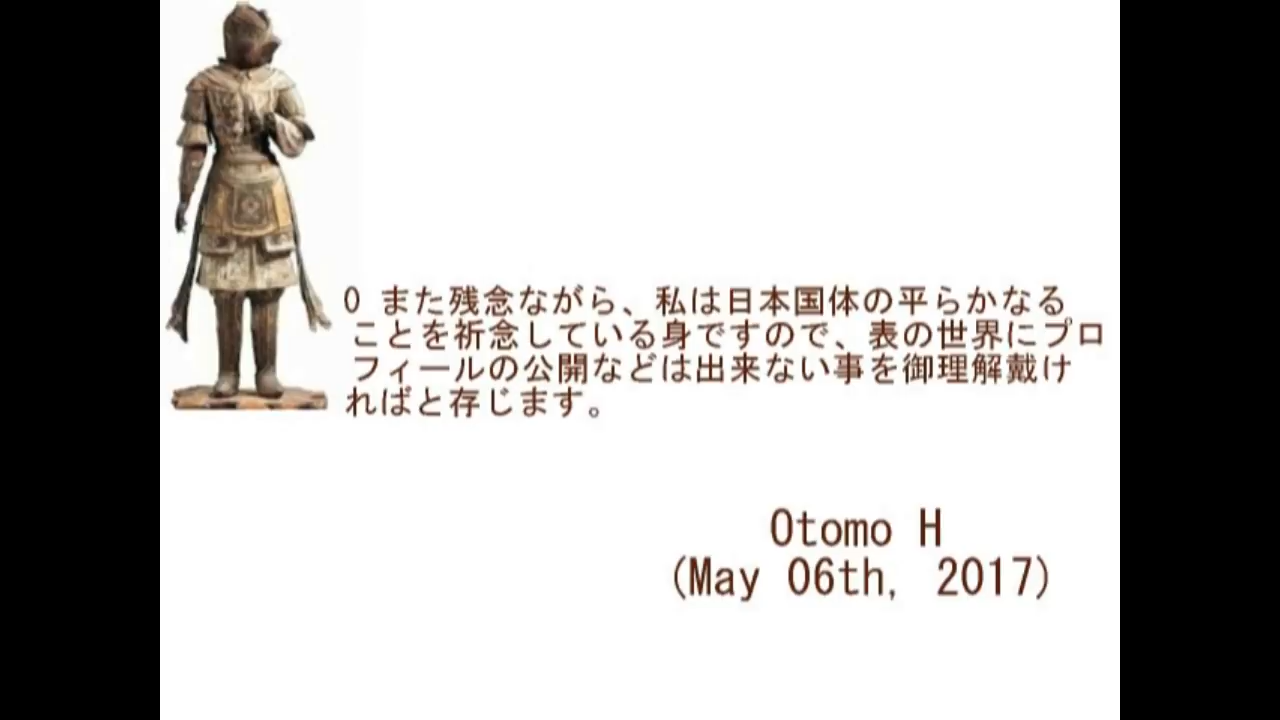 0 また残念ながら、私は日本国体の平らかなる
ことを祈念している身ですので、表の世界にプロ
フィールの公開などは出来ない事を御理解戴け
ればと存じます。
Otomo H
(May 06th, 2017)